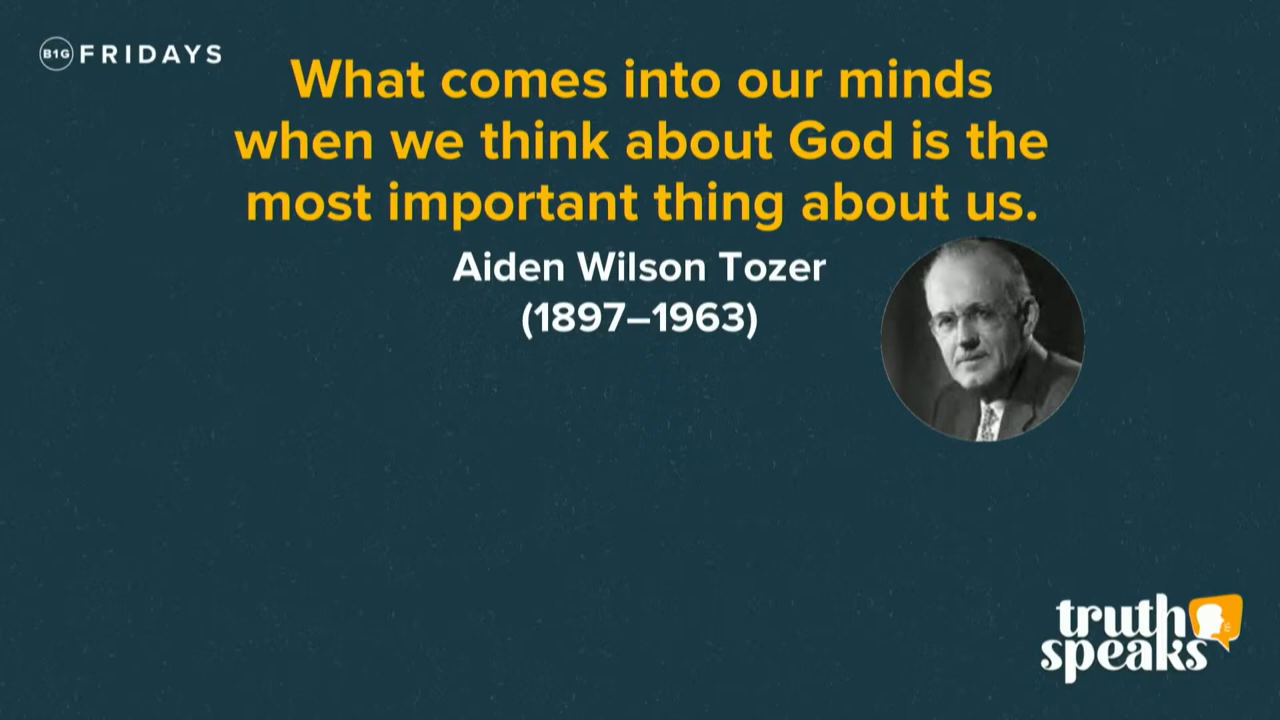 B1G FRIDAYS
What comes into our minds
when we think about God is the
most important thing about us.
Aiden Wilson Tozer
(1897–1963)
truth
speaks